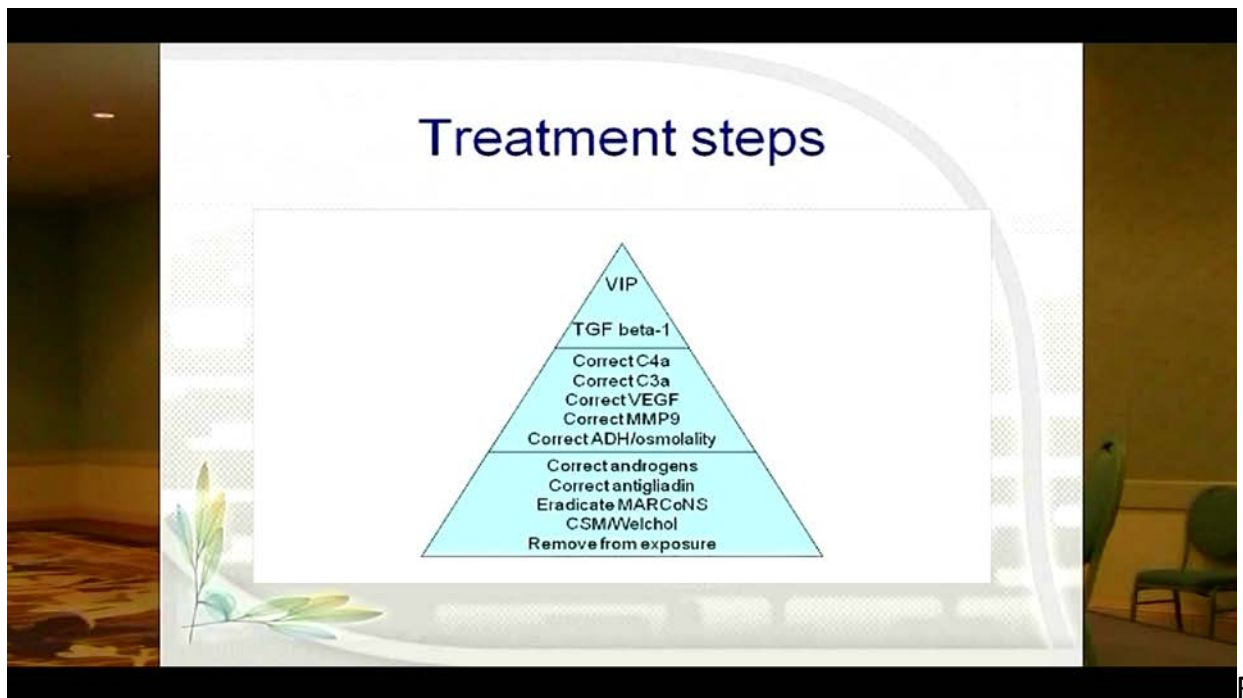 Treatment steps
VIP
TGF beta-1
Correct C4a
Correct C3a
Correct VEGF
Correct MMP9
Correct ADH/osmolality
Correct androgens
Correct antigliadin
Eradicate MARCoNS
CSM/Welchol
Remove from exposure